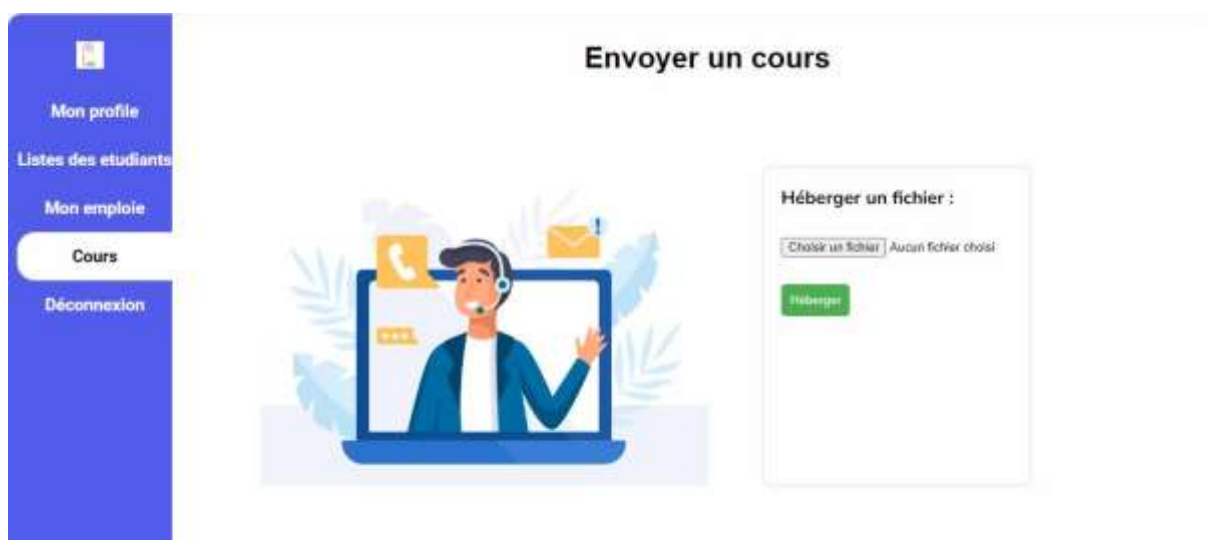 Envoyer un cours
Mon profile
Listes des etudiants
Mon emploie
Cours
Déconnexion
Héberger un fichier :
Choisir un fichier Aucun fichier choisi
Héberger